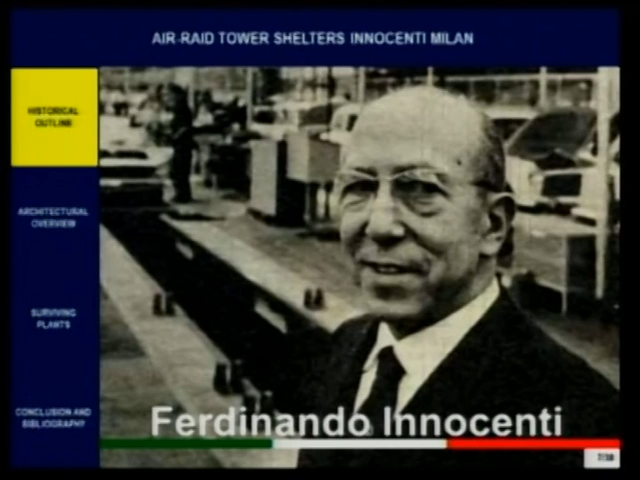 AIR-RAID TOWER SHELTERS INNOCENTI MILAN
HISTORICAL
OUTLINE
ARCHITECTURAL
OVERVIEW
SURVIVING
PLANTS
CONCLUSION AND
BIBLIOGRAPHY
Ferdinando Innocenti